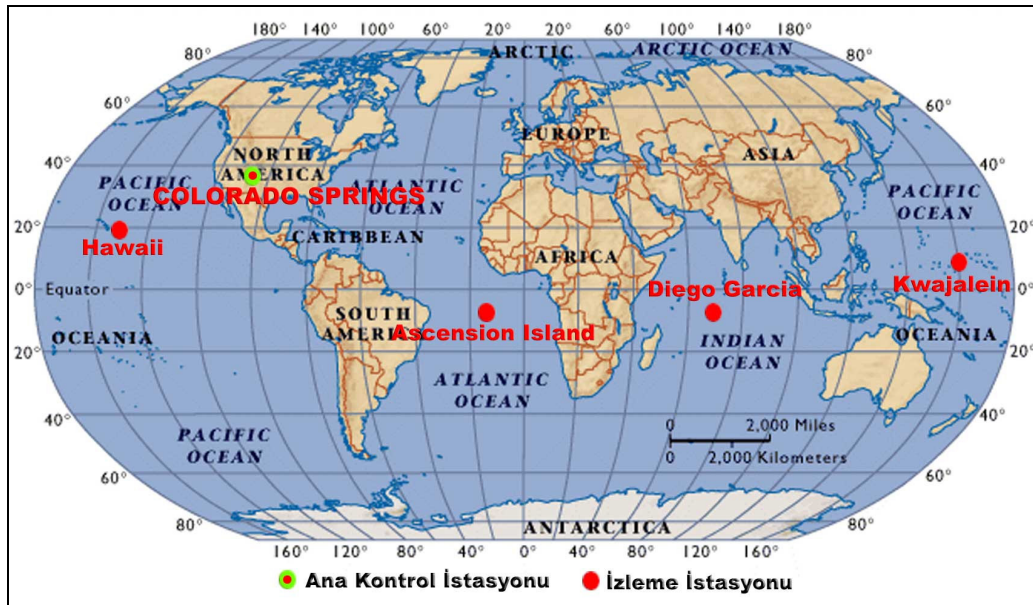 180° 140° 100° 60° 20° 20° 60° 100° 140° 180°
80° ARCTIC ARCTIC OCEAN 80°
60° 60°
EUROPE
40° NORTH ASIA 40°
AMERICA
PACIFIC ATLANTIC PACIFIC
OCEAN OCEAN OCEAN
COLORADO SPRINGS
20° 20°
Hawaii CARIBBEAN
AFRICA
0° Equator Diego Garcia Kwajalein 0°
SOUTH
AMERICA Ascension Island
OCEANIA INDIAN OCEANIA
OCEAN
20° 20°
ATLANTIC
OCEAN
40° 40°
PACIFIC 0 2,000 Miles
OCEAN 0 2,000 Kilometers
60° 60°
80° ANTARCTICA 80°
160° 120° 80° 40° 0° 40° 80° 120° 160°
Ana Kontrol İstasyonu İzleme İstasyonu